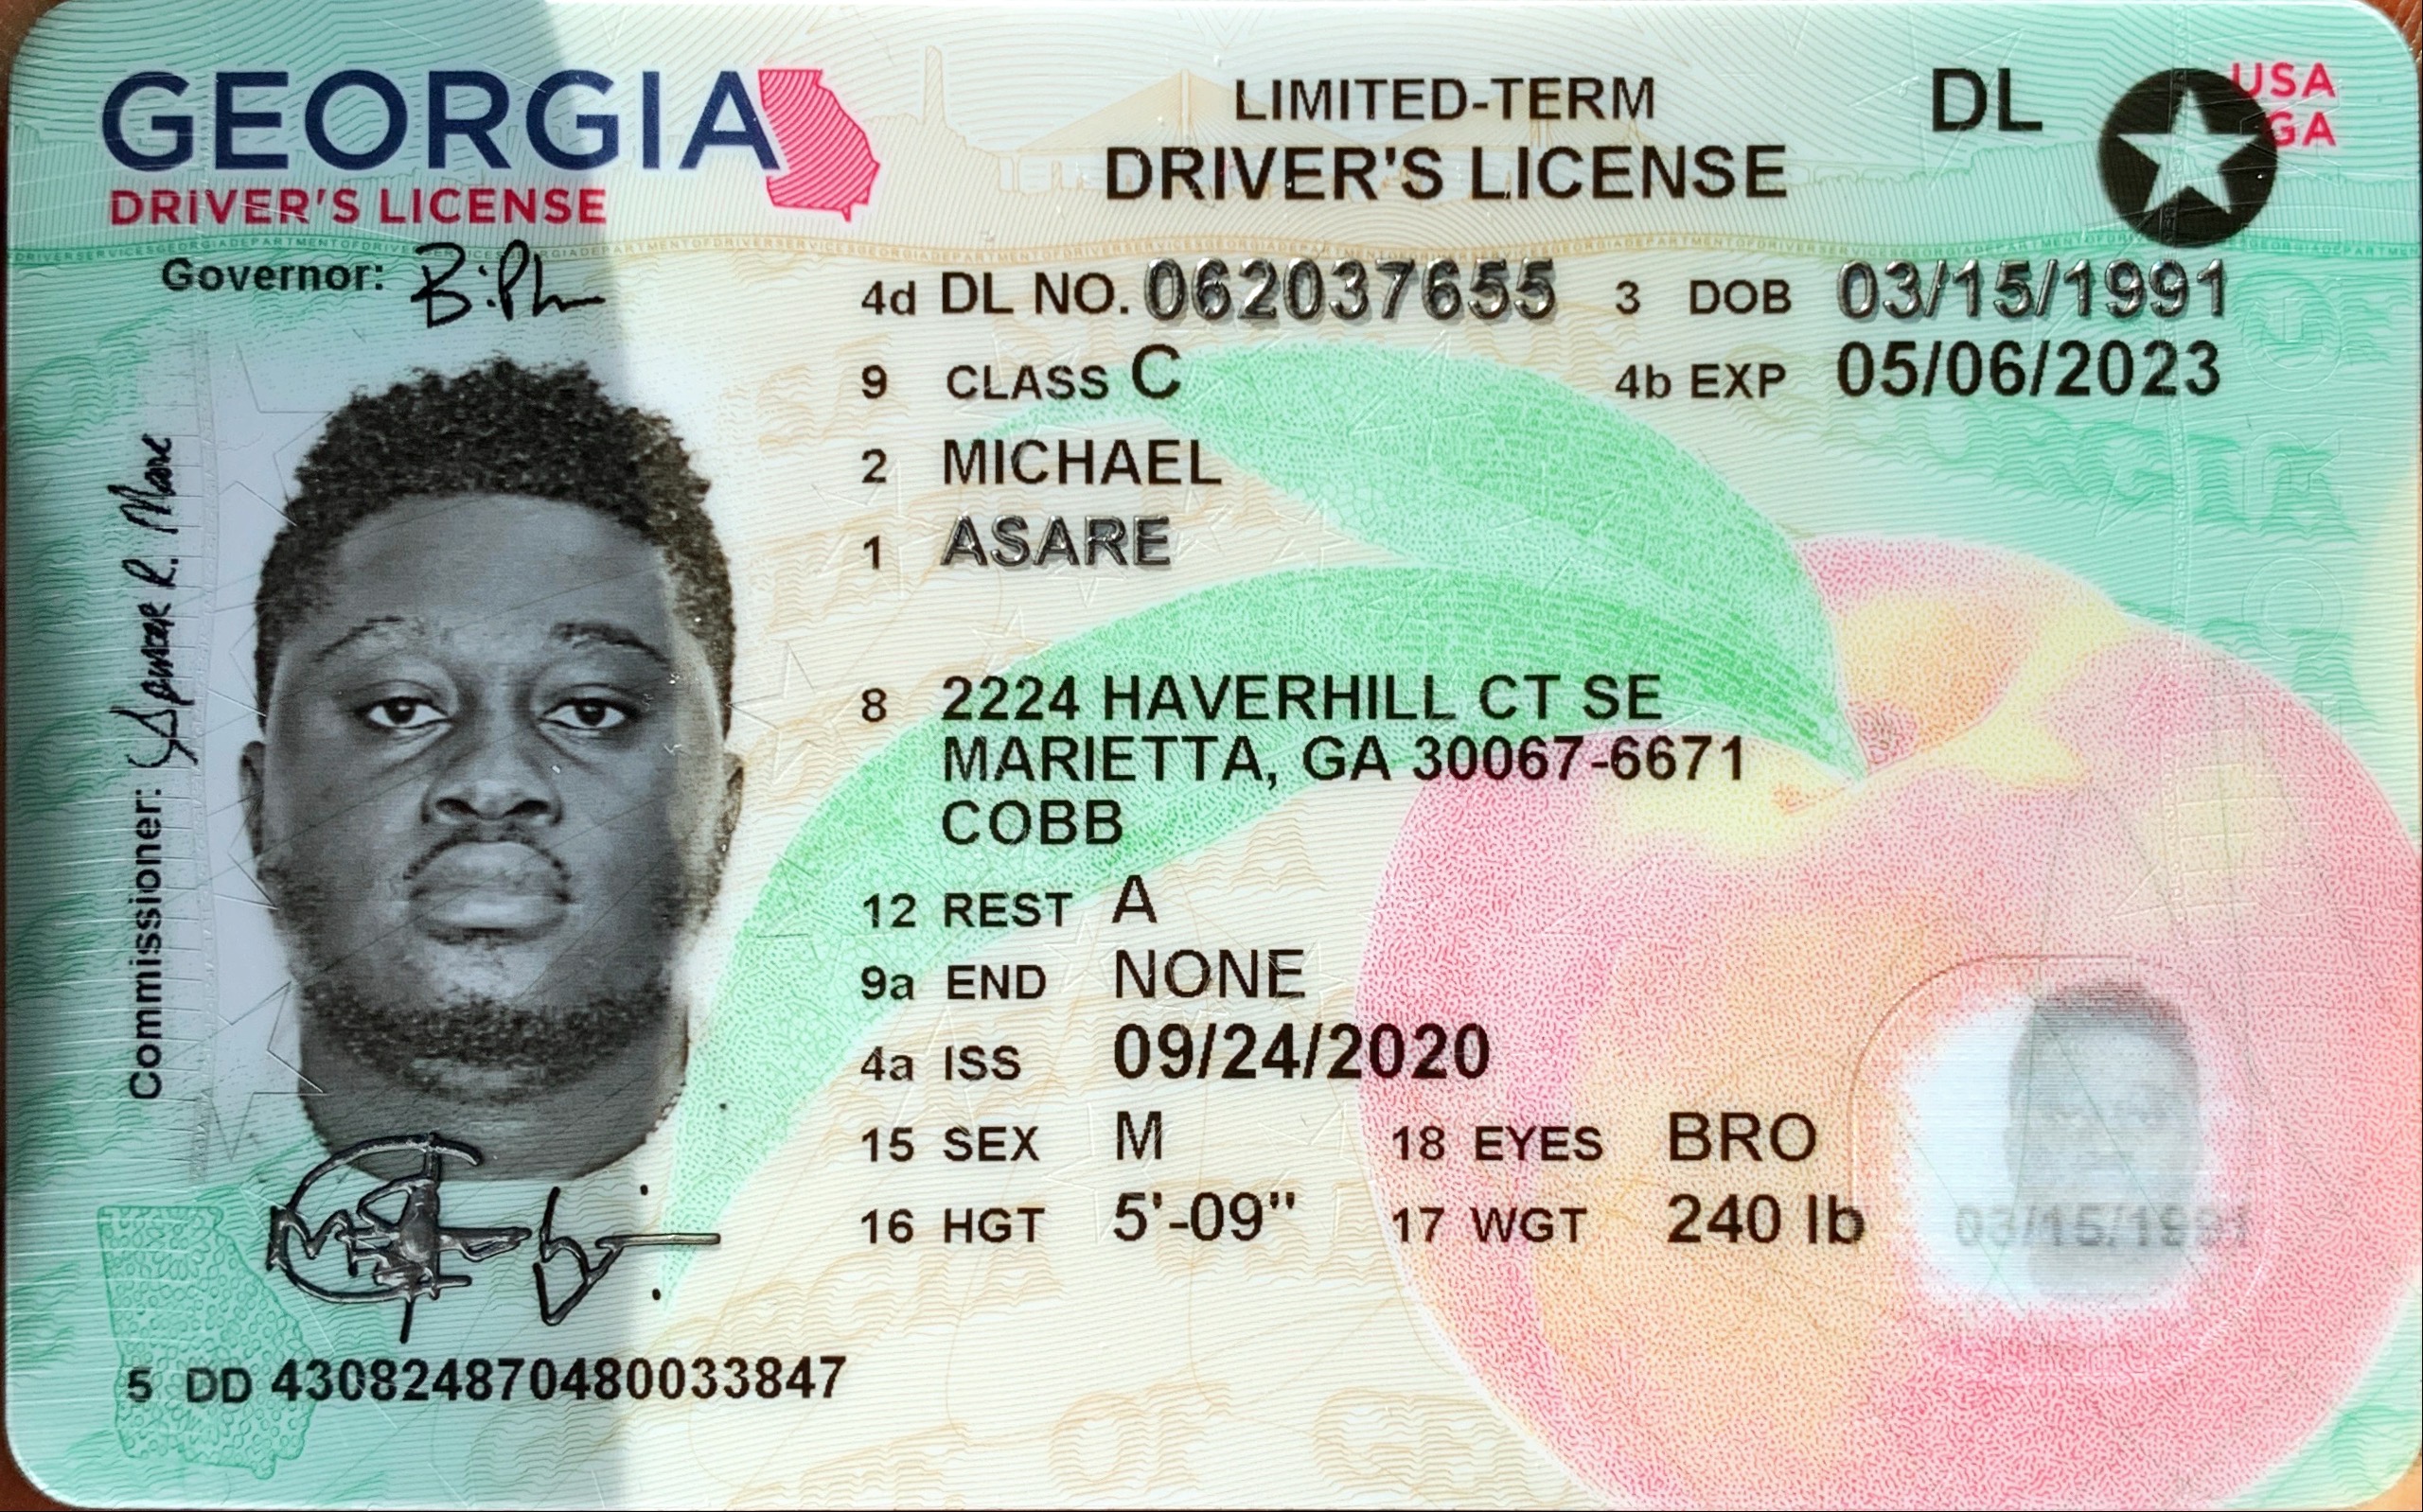 GEORGIA
DRIVER'S LICENSE
LIMITED-TERM
DRIVER'S LICENSE
DL
USA
GA
Governor:
4d DL NO. 062037655 3 DOB 03/15/1991
9 CLASS C 4b EXP 05/06/2023
2 MICHAEL
1 ASARE
8 2224 HAVERHILL CT SE
MARIETTA, GA 30067-6671
COBB
12 REST A
9a END NONE
4a ISS 09/24/2020
15 SEX M 18 EYES BRO
16 HGT 5'-09" 17 WGT 240 lb
03/15/1991
Commissioner: Spencer R. Moore
5 DD 430824870480033847